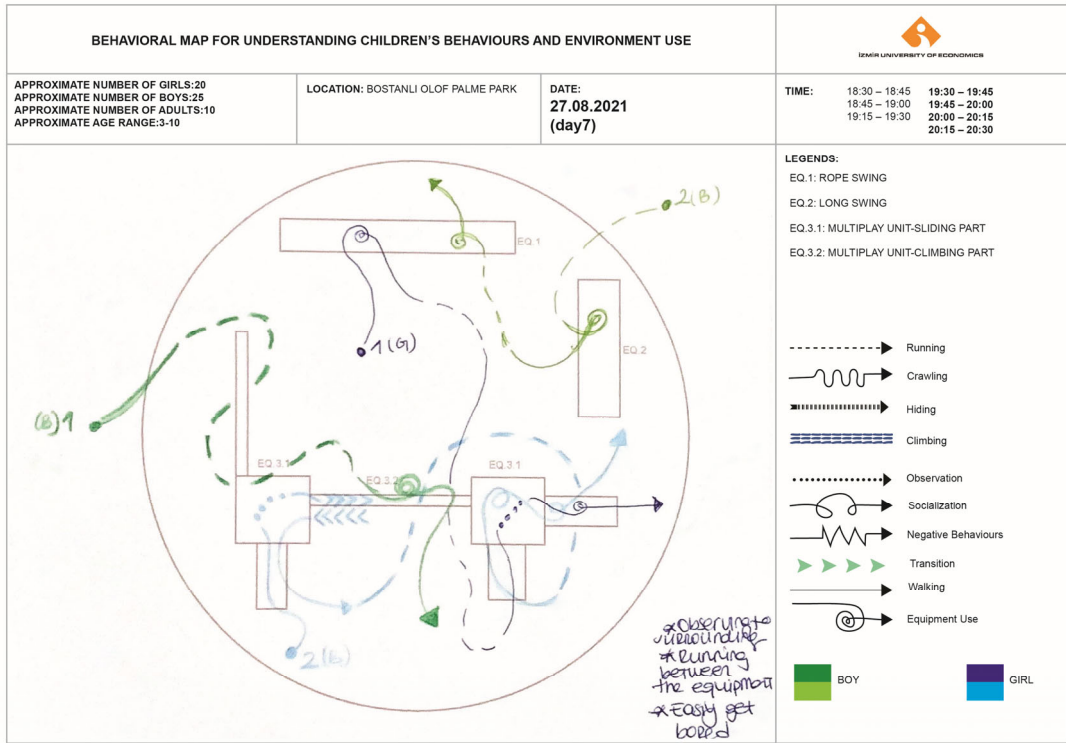 BEHAVIORAL MAP FOR UNDERSTANDING CHILDREN'S BEHAVIOURS AND ENVIRONMENT USE
İZMİR UNIVERSITY OF ECONOMICS
APPROXIMATE NUMBER OF GIRLS:20
APPROXIMATE NUMBER OF BOYS:25
APPROXIMATE NUMBER OF ADULTS:10
APPROXIMATE AGE RANGE:3-10
LOCATION: BOSTANLI OLOF PALME PARK
DATE:
27.08.2021
(day7)
TIME:
18:30 – 18:45
18:45 – 19:00
19:15 – 19:30
19:30 – 19:45
19:45 – 20:00
20:00 – 20:15
20:15 – 20:30
LEGENDS:
EQ.1: ROPE SWING
EQ.2: LONG SWING
EQ.3.1: MULTIPLAY UNIT-SLIDING PART
EQ.3.2: MULTIPLAY UNIT-CLIMBING PART
Running
Crawling
Hiding
Climbing
Observation
Socialization
Negative Behaviours
Transition
Walking
Equipment Use
BOY
GIRL
2(B)
EQ.1
1(G)
EQ.2
(B)1
EQ.3.1
EQ.3.2
EQ.3.1
2(G)
* Observing to
surrounding
* Running
between
the equipment
* Easily get
bored